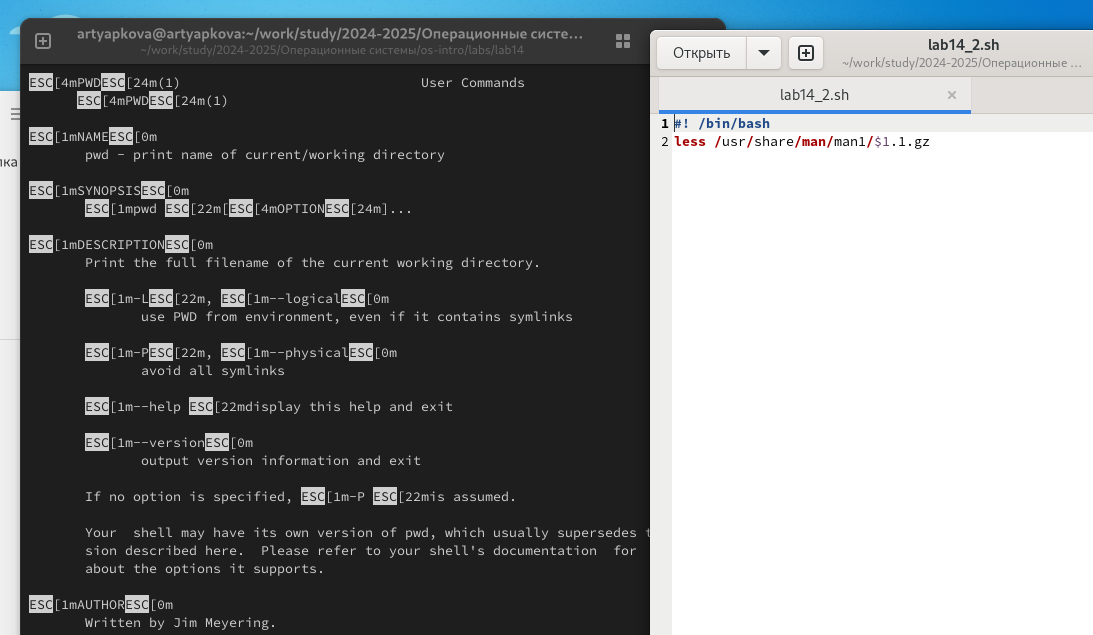 artyapkova@artyapkova:~/work/study/2024-2025/Операционные систе...
~/work/study/2024-2025/Операционные системы/os-intro/labs/lab14
ESC[4mPWDESC[24m(1) User Commands
ESC[4mPWDESC[24m(1)
ESC[1mNAMEESC[0m
pwd - print name of current/working directory
ESC[1mSYNOPSISESC[0m
ESC[1mpwd ESC[22m[ESC[4mOPTIONESC[24m]...
ESC[1mDESCRIPTIONESC[0m
Print the full filename of the current working directory.
ESC[1m-LESC[22m, ESC[1m--logicalESC[0m
use PWD from environment, even if it contains symlinks
ESC[1m-PESC[22m, ESC[1m--physicalESC[0m
avoid all symlinks
ESC[1m--help ESC[22mdisplay this help and exit
ESC[1m--versionESC[0m
output version information and exit
If no option is specified, ESC[1m-P ESC[22mis assumed.
Your  shell may have its own version of pwd, which usually supersedes
sion described here.  Please refer to your shell's documentation  for
about the options it supports.
ESC[1mAUTHORESC[0m
Written by Jim Meyering.
Открыть
lab14_2.sh
~/work/study/2024-2025/Операционные ...
lab14_2.sh ×
1 #! /bin/bash
2 less /usr/share/man/man1/$1.1.gz